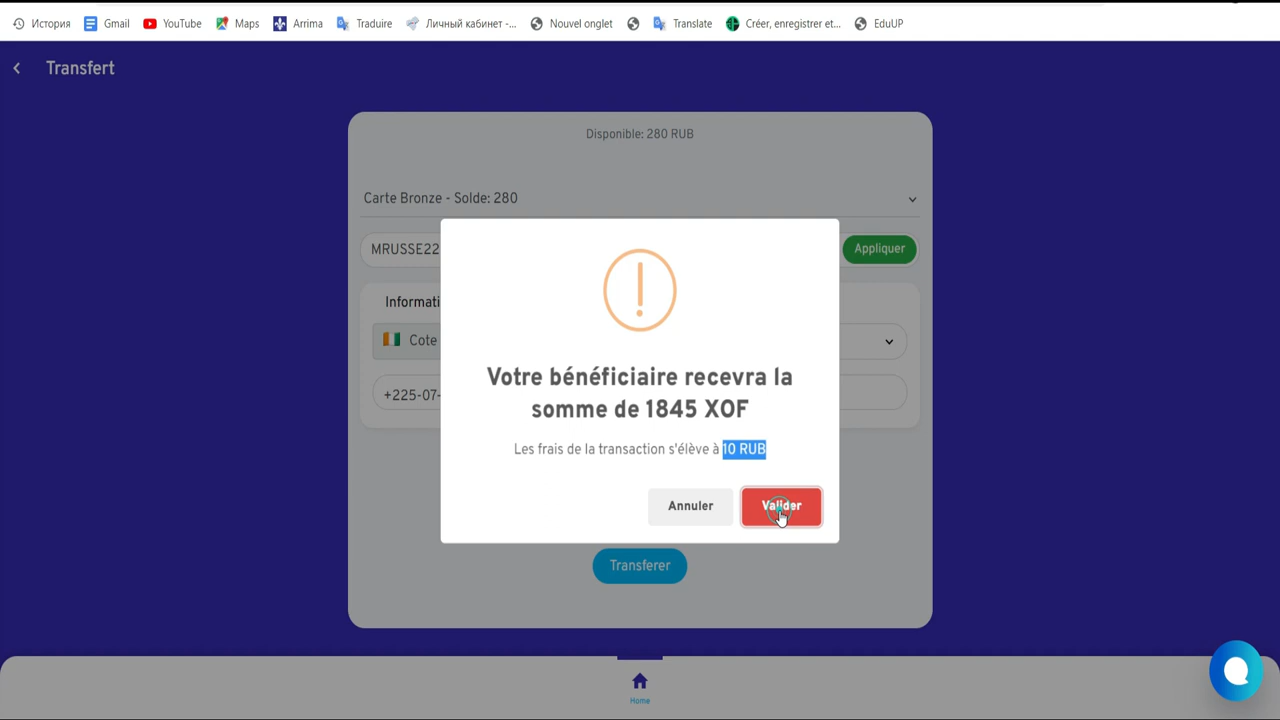 История Gmail YouTube Maps Arrima Traduire Личный кабинет -... Nouvel onglet Translate Créer, enregistrer et... EduUP
Transfert
Disponible: 280 RUB
Carte Bronze - Solde: 280
MRUSSE22
Appliquer
Informati
Cote
+225-07-
Votre bénéficiaire recevra la
somme de 1845 XOF
Les frais de la transaction s'élève à 10 RUB
Annuler Valider
Transferer
Home